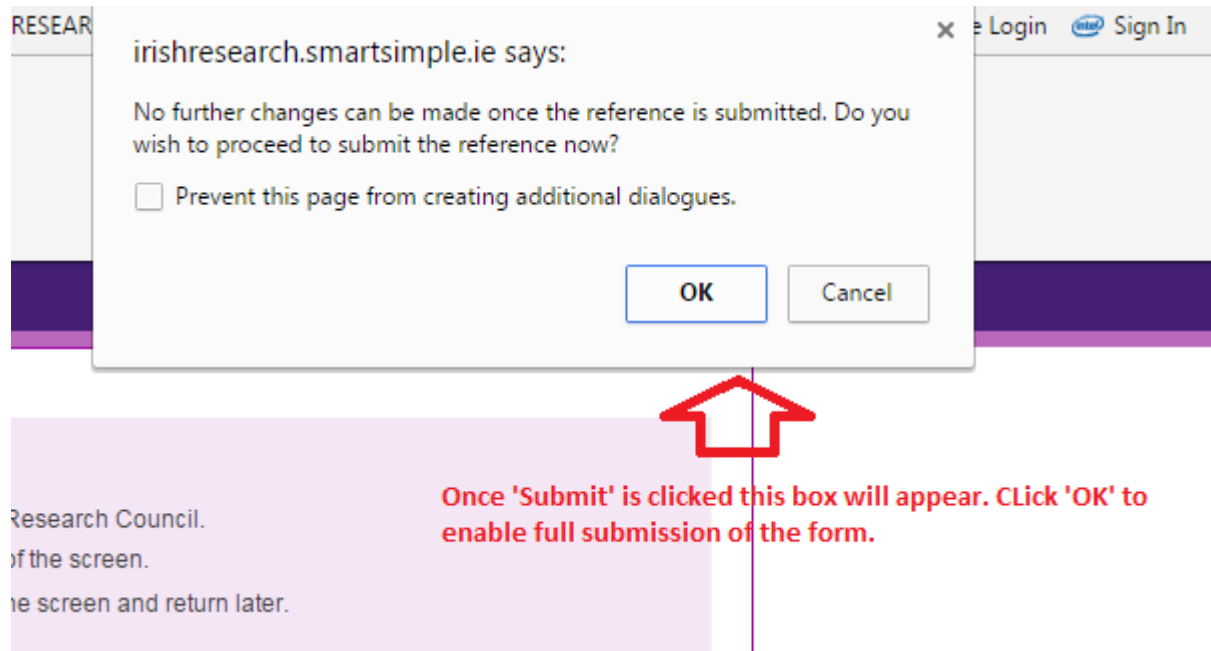 RESEAR
e Login intel Sign In
irishresearch.smartsimple.ie says:
No further changes can be made once the reference is submitted. Do you
wish to proceed to submit the reference now?
Prevent this page from creating additional dialogues.
OK Cancel
Once 'Submit' is clicked this box will appear. CLick 'OK' to
enable full submission of the form.
Research Council.
of the screen.
ne screen and return later.